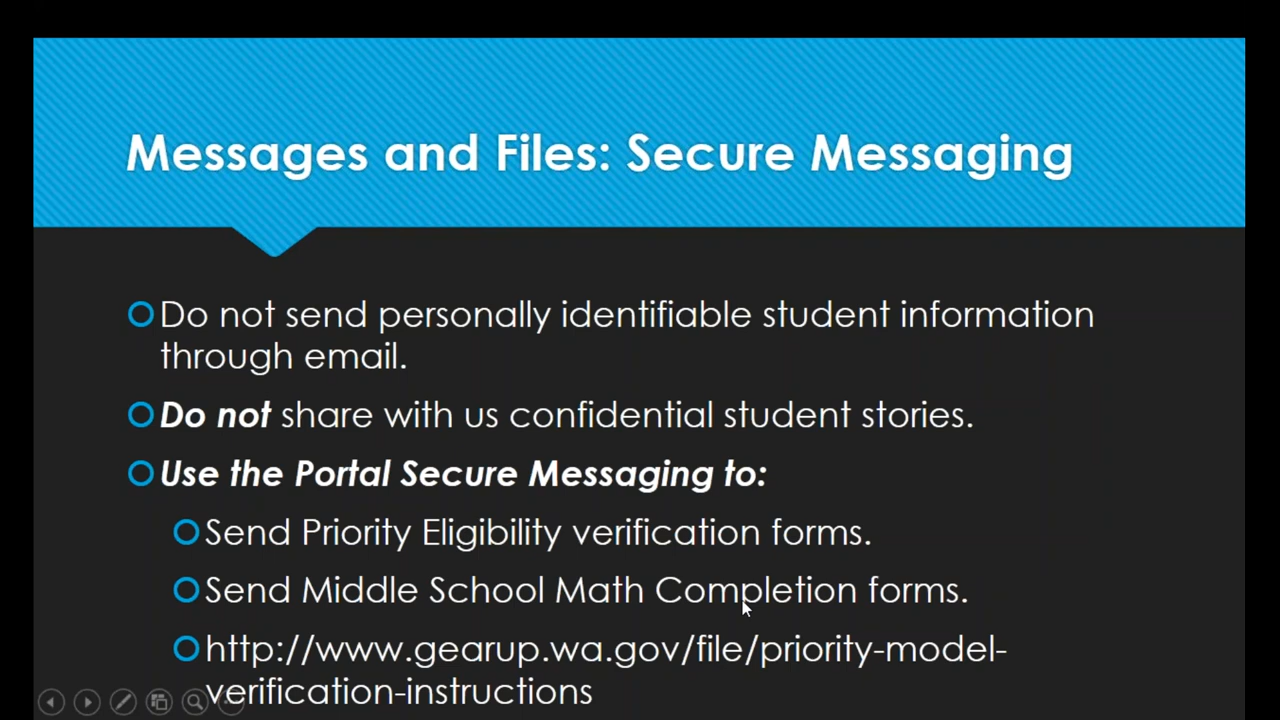 Messages and Files: Secure Messaging
Do not send personally identifiable student information
through email.
Do not share with us confidential student stories.
Use the Portal Secure Messaging to:
Send Priority Eligibility verification forms.
Send Middle School Math Completion forms.
http://www.gearup.wa.gov/file/priority-model-
verification-instructions